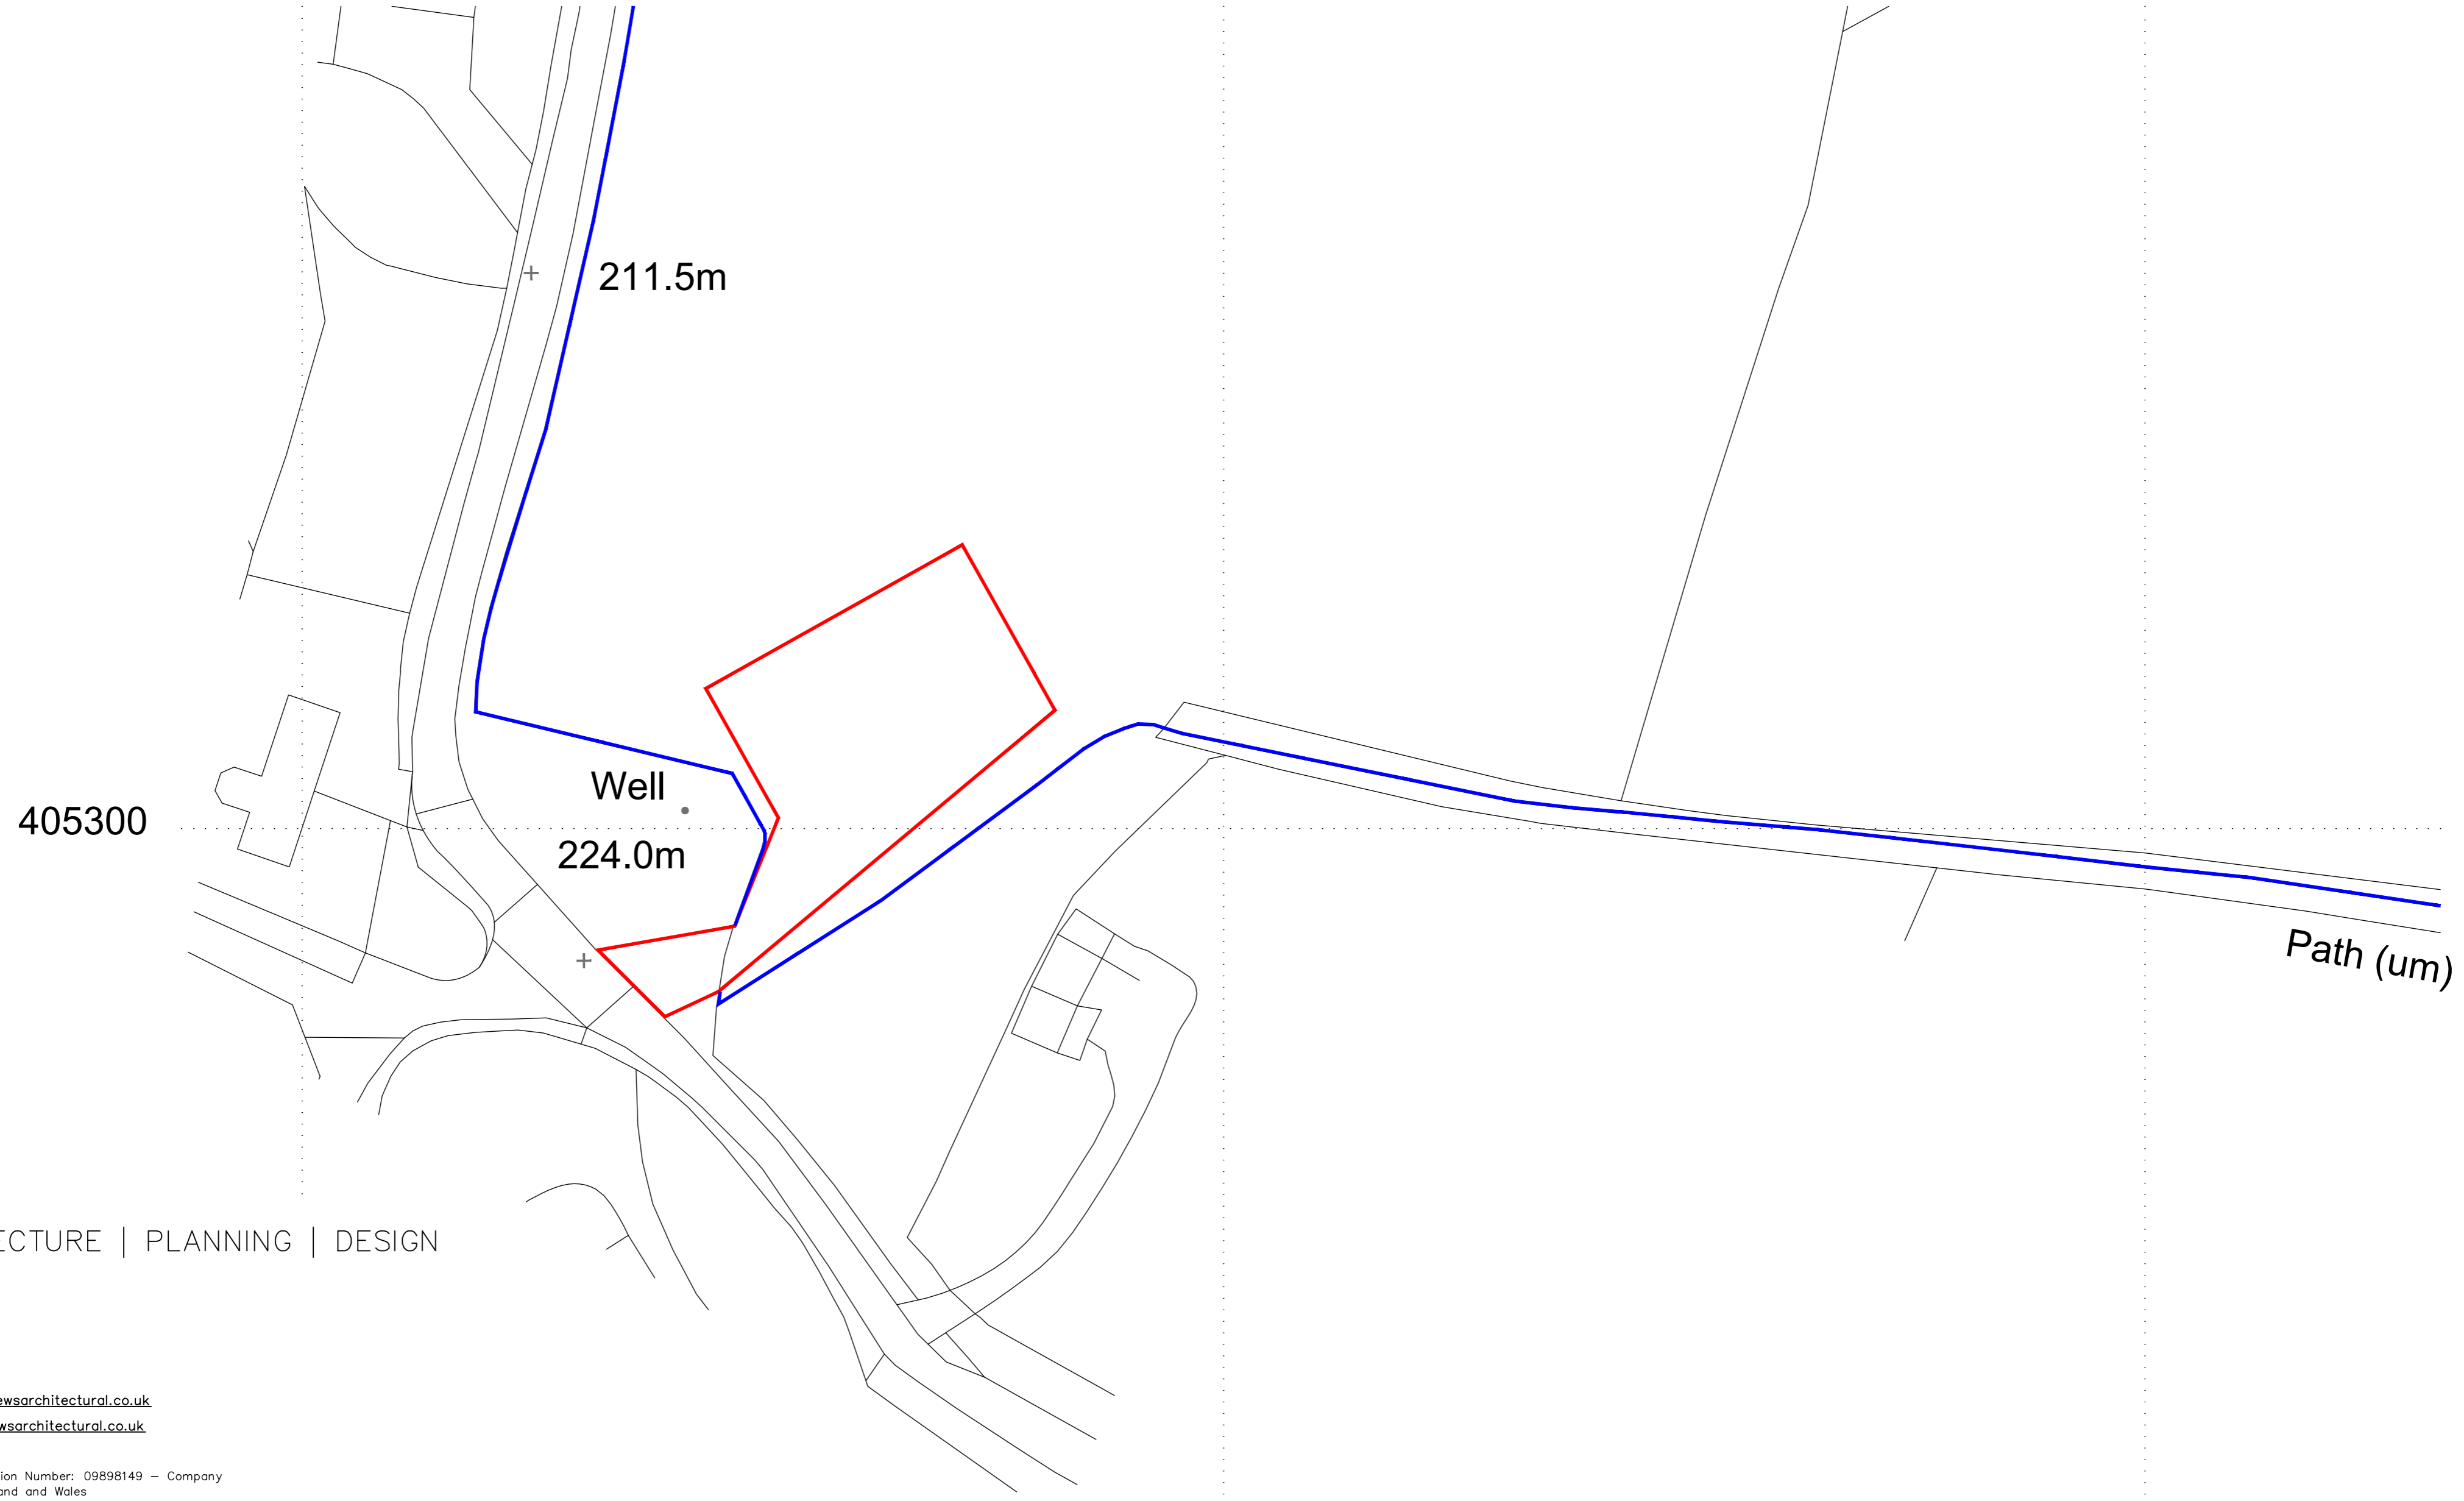 211.5m
Well
405300
224.0m
Path (um)
ECTURE | PLANNING | DESIGN
ewsarchitectural.co.uk
wsarchitectural.co.uk
ion Number: 09898149 – Company
and and Wales